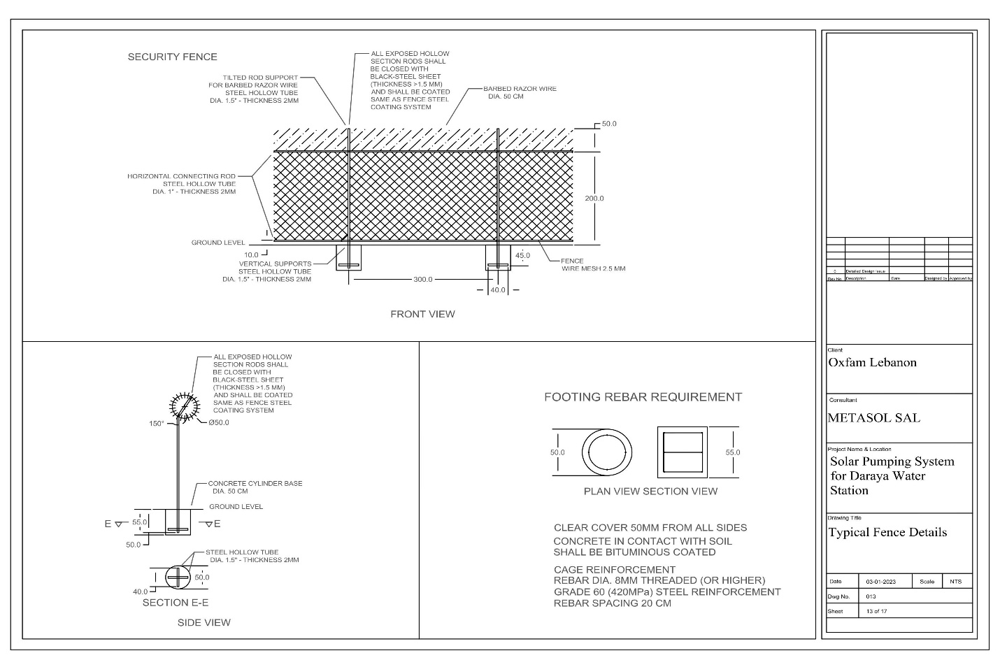 SECURITY FENCE
TILTED ROD SUPPORT
FOR BARBED RAZOR WIRE
STEEL HOLLOW TUBE
DIA. 1.5" - THICKNESS 2MM
ALL EXPOSED HOLLOW
SECTION RODS SHALL
BE CLOSED WITH
BLACK-STEEL SHEET
(THICKNESS >1.5 MM)
AND SHALL BE COATED
SAME AS FENCE STEEL
COATING SYSTEM
BARBED RAZOR WIRE
DIA. 50 CM
50.0
HORIZONTAL CONNECTING ROD
STEEL HOLLOW TUBE
DIA. 1" - THICKNESS 2MM
200.0
GROUND LEVEL
10.0
VERTICAL SUPPORTS
STEEL HOLLOW TUBE
DIA. 1.5" - THICKNESS 2MM
45.0
FENCE
WIRE MESH 2.5 MM
300.0
40.0
FRONT VIEW
ALL EXPOSED HOLLOW
SECTION RODS SHALL
BE CLOSED WITH
BLACK-STEEL SHEET
(THICKNESS >1.5 MM)
AND SHALL BE COATED
SAME AS FENCE STEEL
COATING SYSTEM
150°
Ø50.0
CONCRETE CYLINDER BASE
DIA. 50 CM
GROUND LEVEL
E
55.0
E
50.0
STEEL HOLLOW TUBE
DIA. 1.5" - THICKNESS 2MM
50.0
40.0
SECTION E-E
SIDE VIEW
FOOTING REBAR REQUIREMENT
50.0
55.0
PLAN VIEW SECTION VIEW
CLEAR COVER 50MM FROM ALL SIDES
CONCRETE IN CONTACT WITH SOIL
SHALL BE BITUMINOUS COATED
CAGE REINFORCEMENT
REBAR DIA. 8MM THREADED (OR HIGHER)
GRADE 60 (420MPa) STEEL REINFORCEMENT
REBAR SPACING 20 CM
0 Detailed Design Issue
Rev No Description Date Designed by Approved by
Client
Oxfam Lebanon
Consultant
METASOL SAL
Project Name & Location
Solar Pumping System
for Daraya Water
Station
Drawing Title
Typical Fence Details
Date 03-01-2023 Scale NTS
Dwg No. 013
Sheet 13 of 17